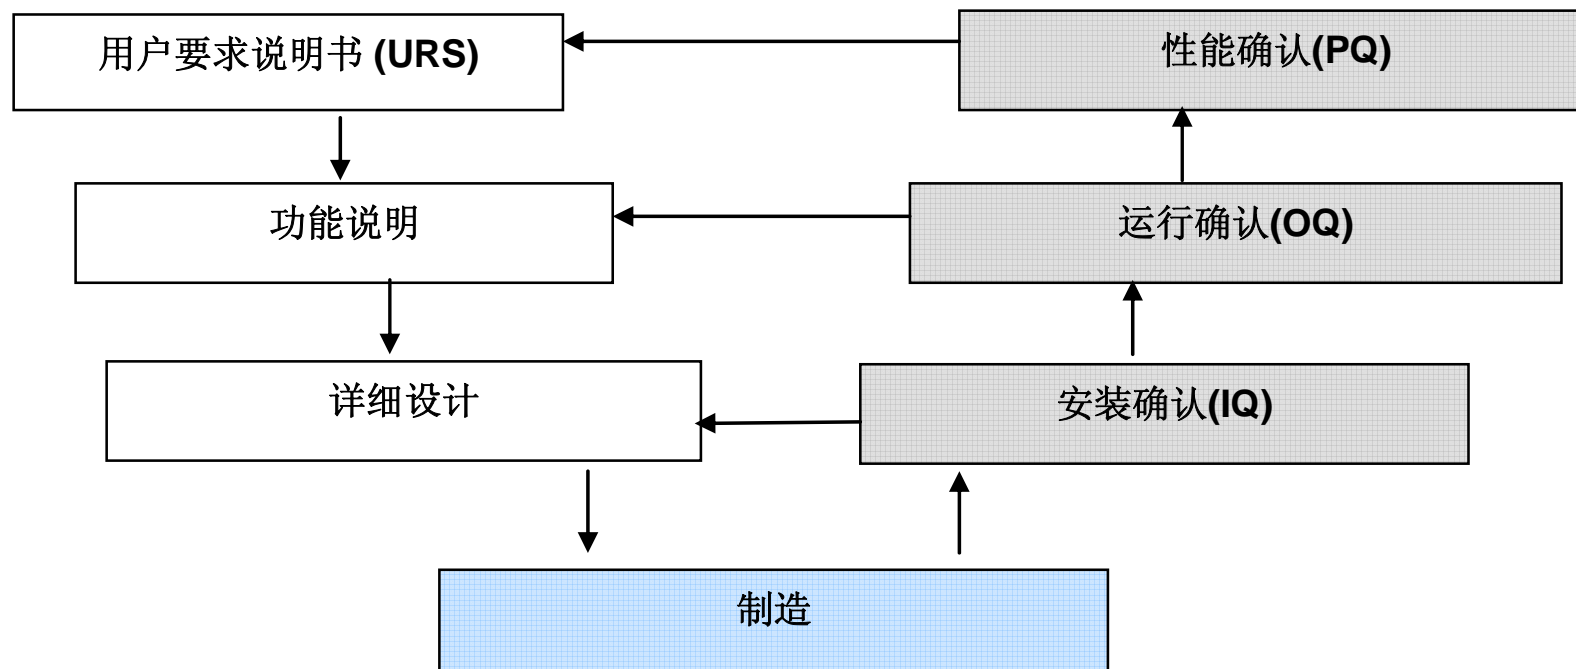 用户要求说明书 (URS)
性能确认(PQ)
功能说明
运行确认(OQ)
详细设计
安装确认(IQ)
制造